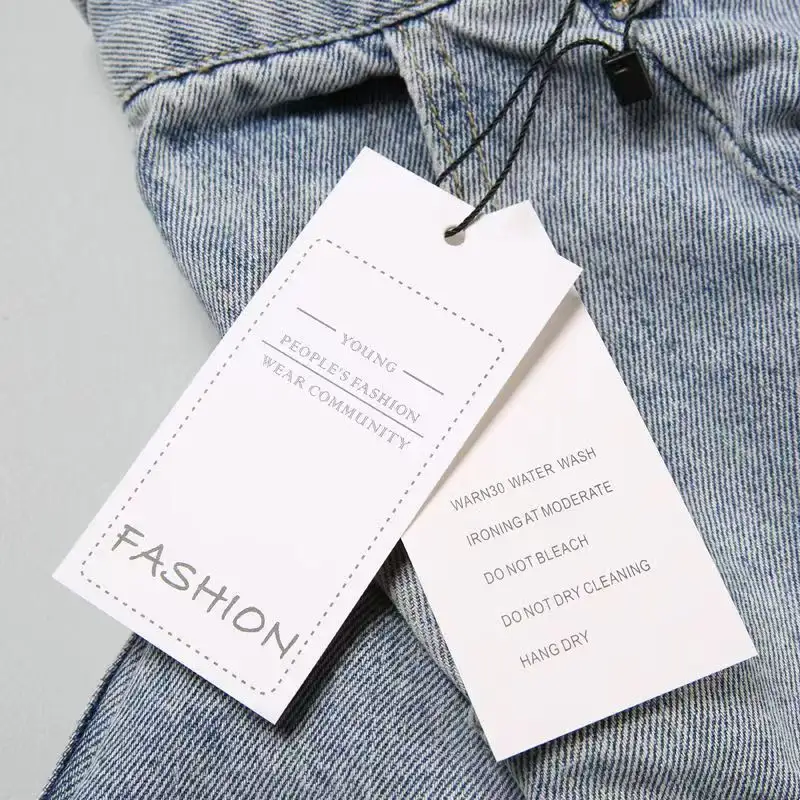 YOUNG
PEOPLE'S FASHION
WEAR COMMUNITY
FASHION
WARN30 WATER WASH
IRONING AT MODERATE
DO NOT BLEACH
DO NOT DRY CLEANING
HANG DRY